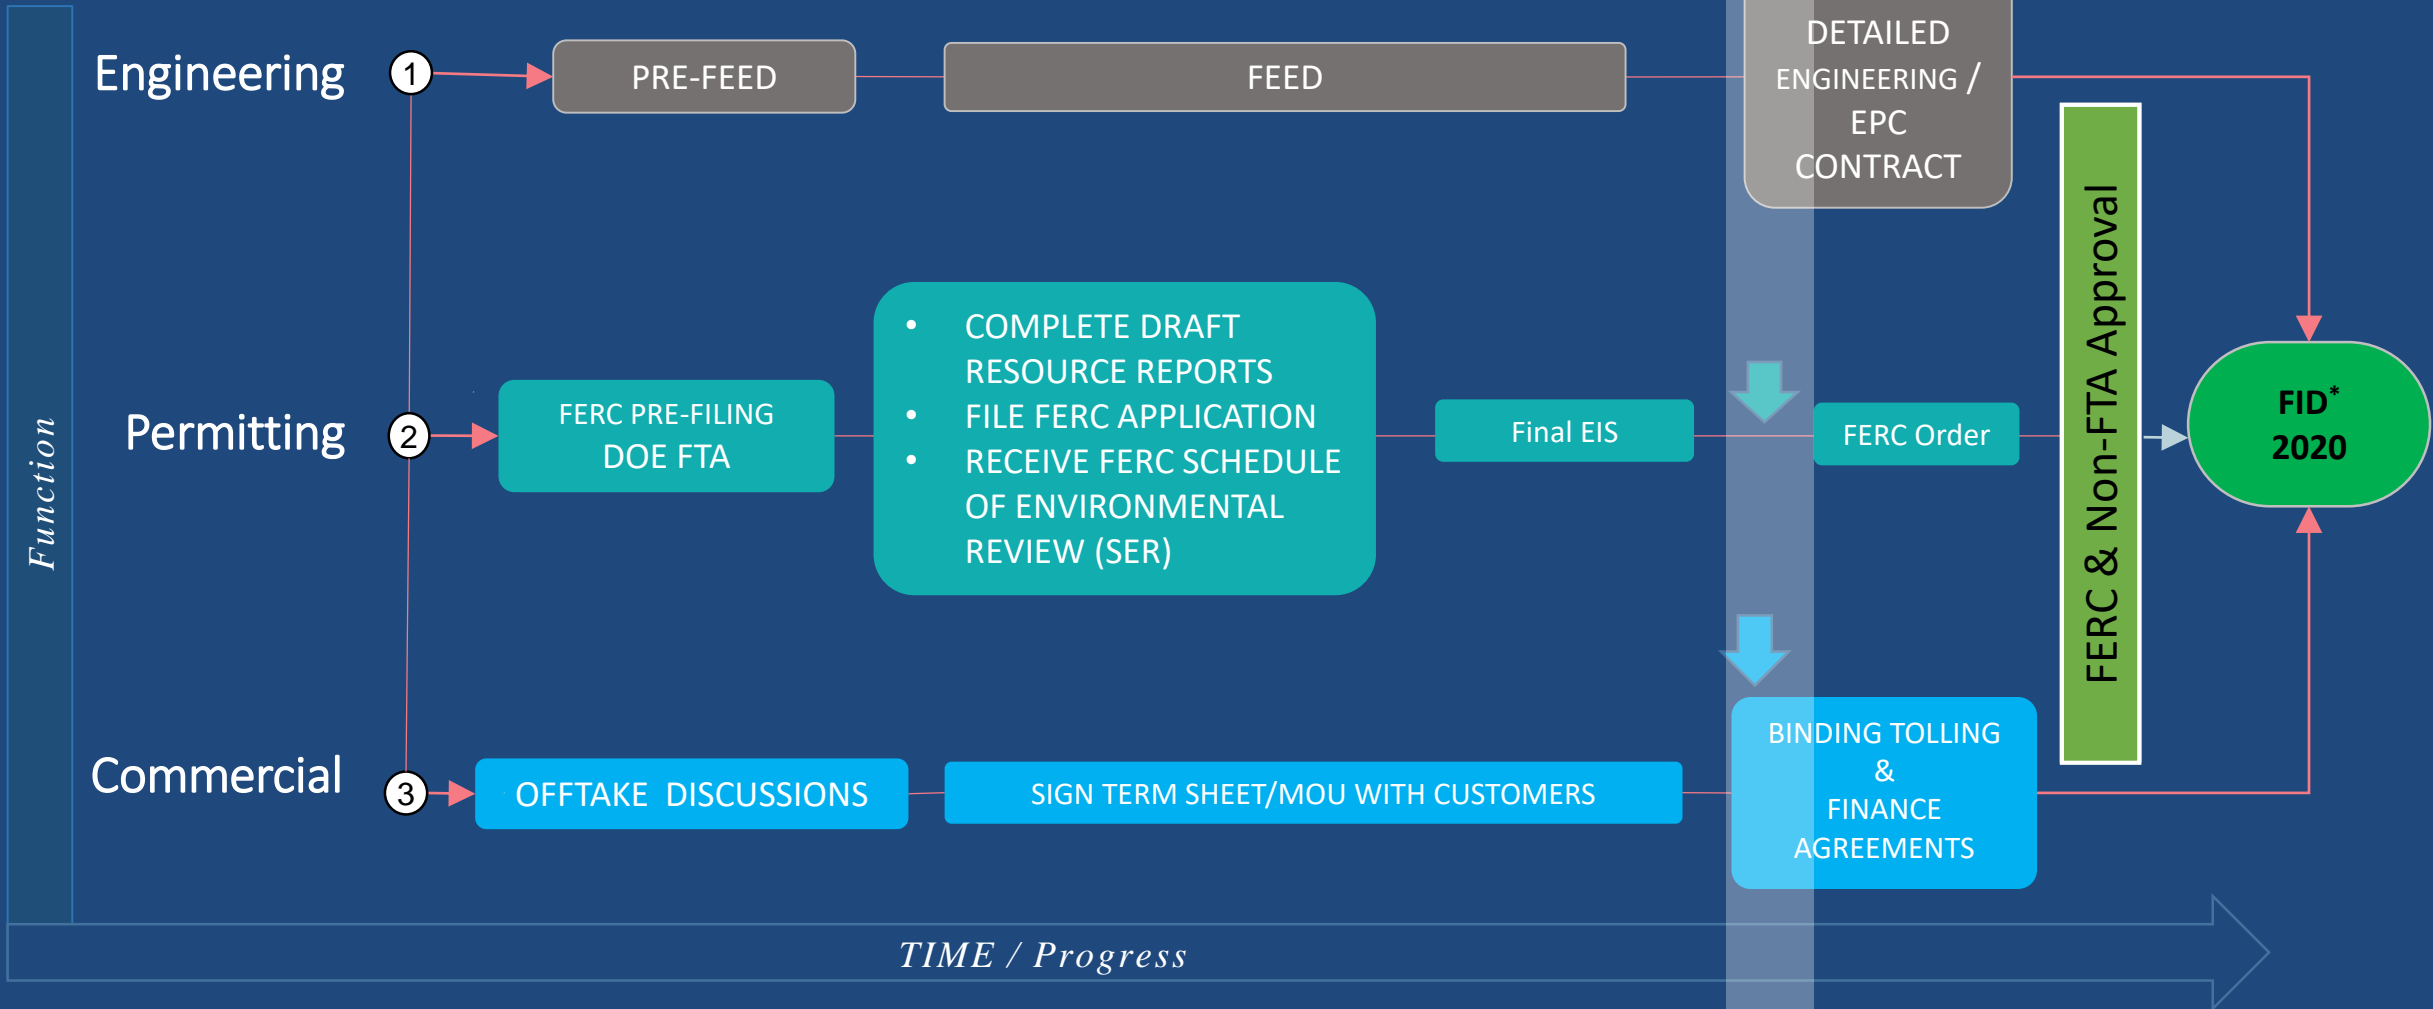 Function
Engineering
1
PRE-FEED
FEED
DETAILED
ENGINEERING /
EPC
CONTRACT
Permitting
2
FERC PRE-FILING
DOE FTA
• COMPLETE DRAFT
RESOURCE REPORTS
• FILE FERC APPLICATION
• RECEIVE FERC SCHEDULE
OF ENVIRONMENTAL
REVIEW (SER)
Final EIS
FERC Order
FERC & Non-FTA Approval
FID*
2020
Commercial
3
OFFTAKE DISCUSSIONS
SIGN TERM SHEET/MOU WITH CUSTOMERS
BINDING TOLLING
&
FINANCE
AGREEMENTS
TIME / Progress